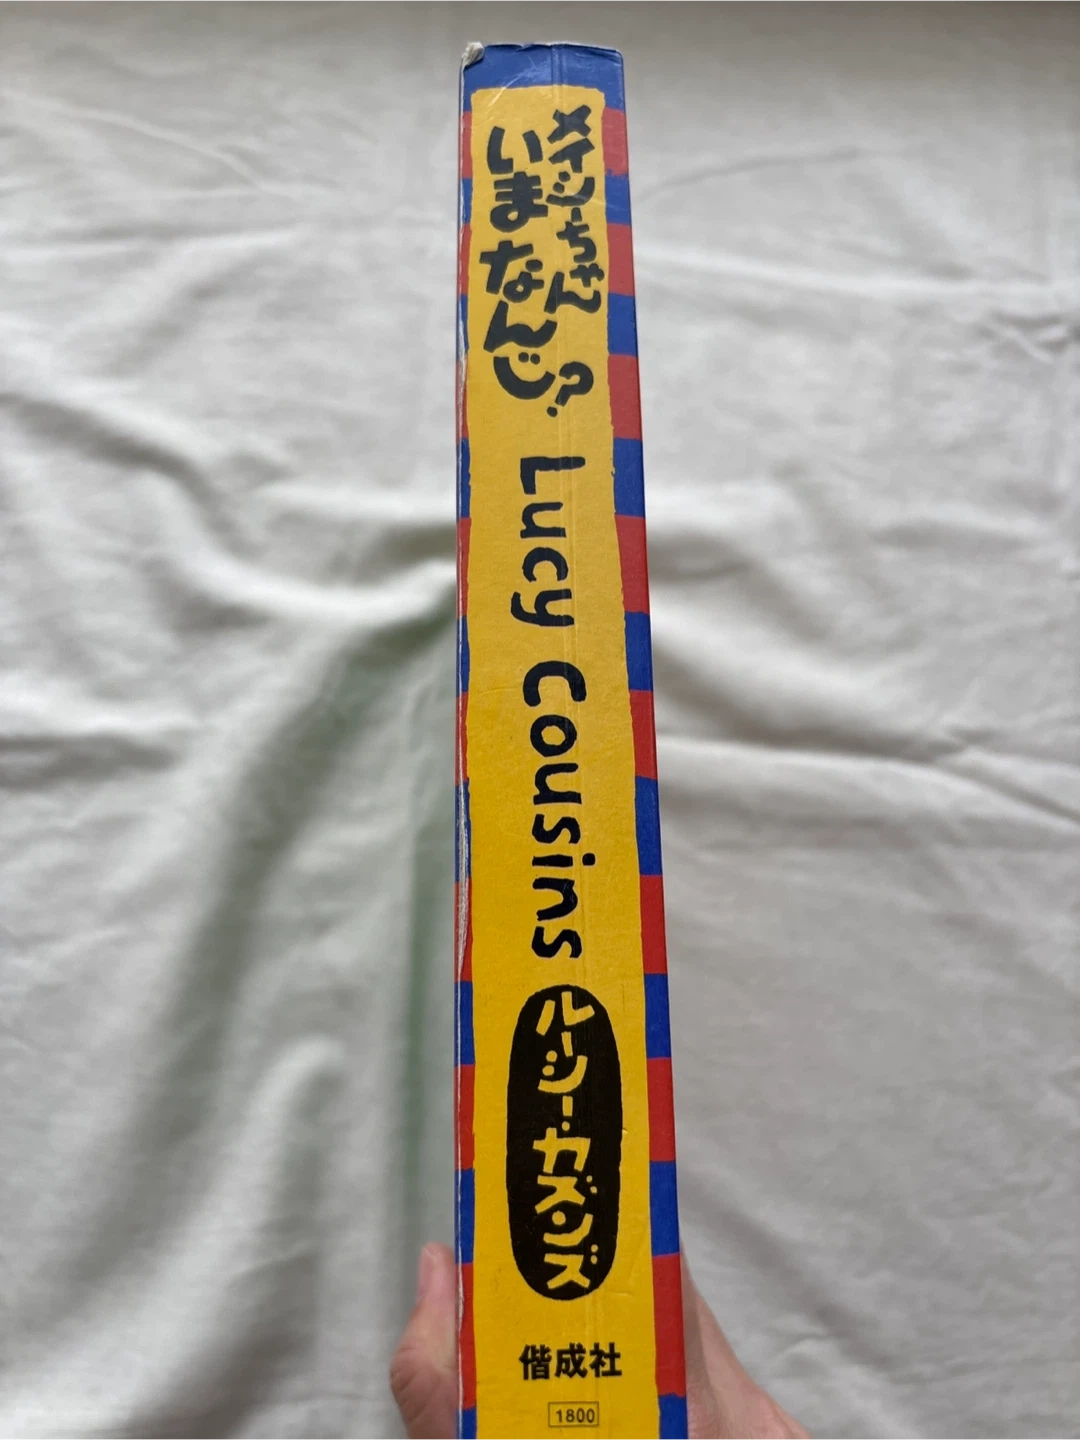 メイシーちゃん
いまなんじ?
Lucy Cousins
ルーシー・カズンズ
偕成社
1800